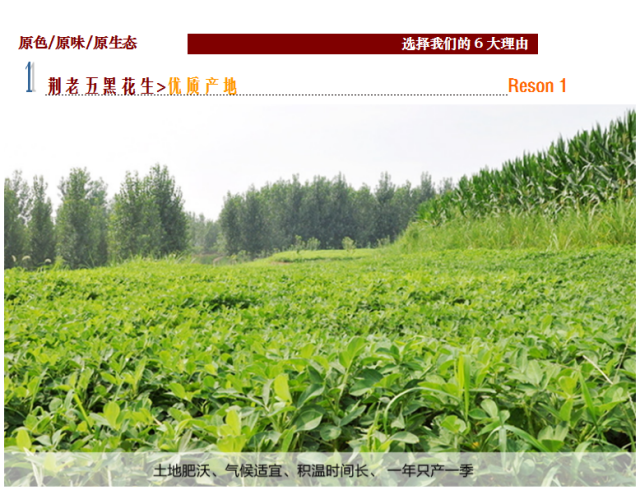 原色/原味/原生态
选择我们的6大理由
1
荆老五黑花生>优质产地
Reson 1
土地肥沃、气候适宜、积温时间长、一年只产一季